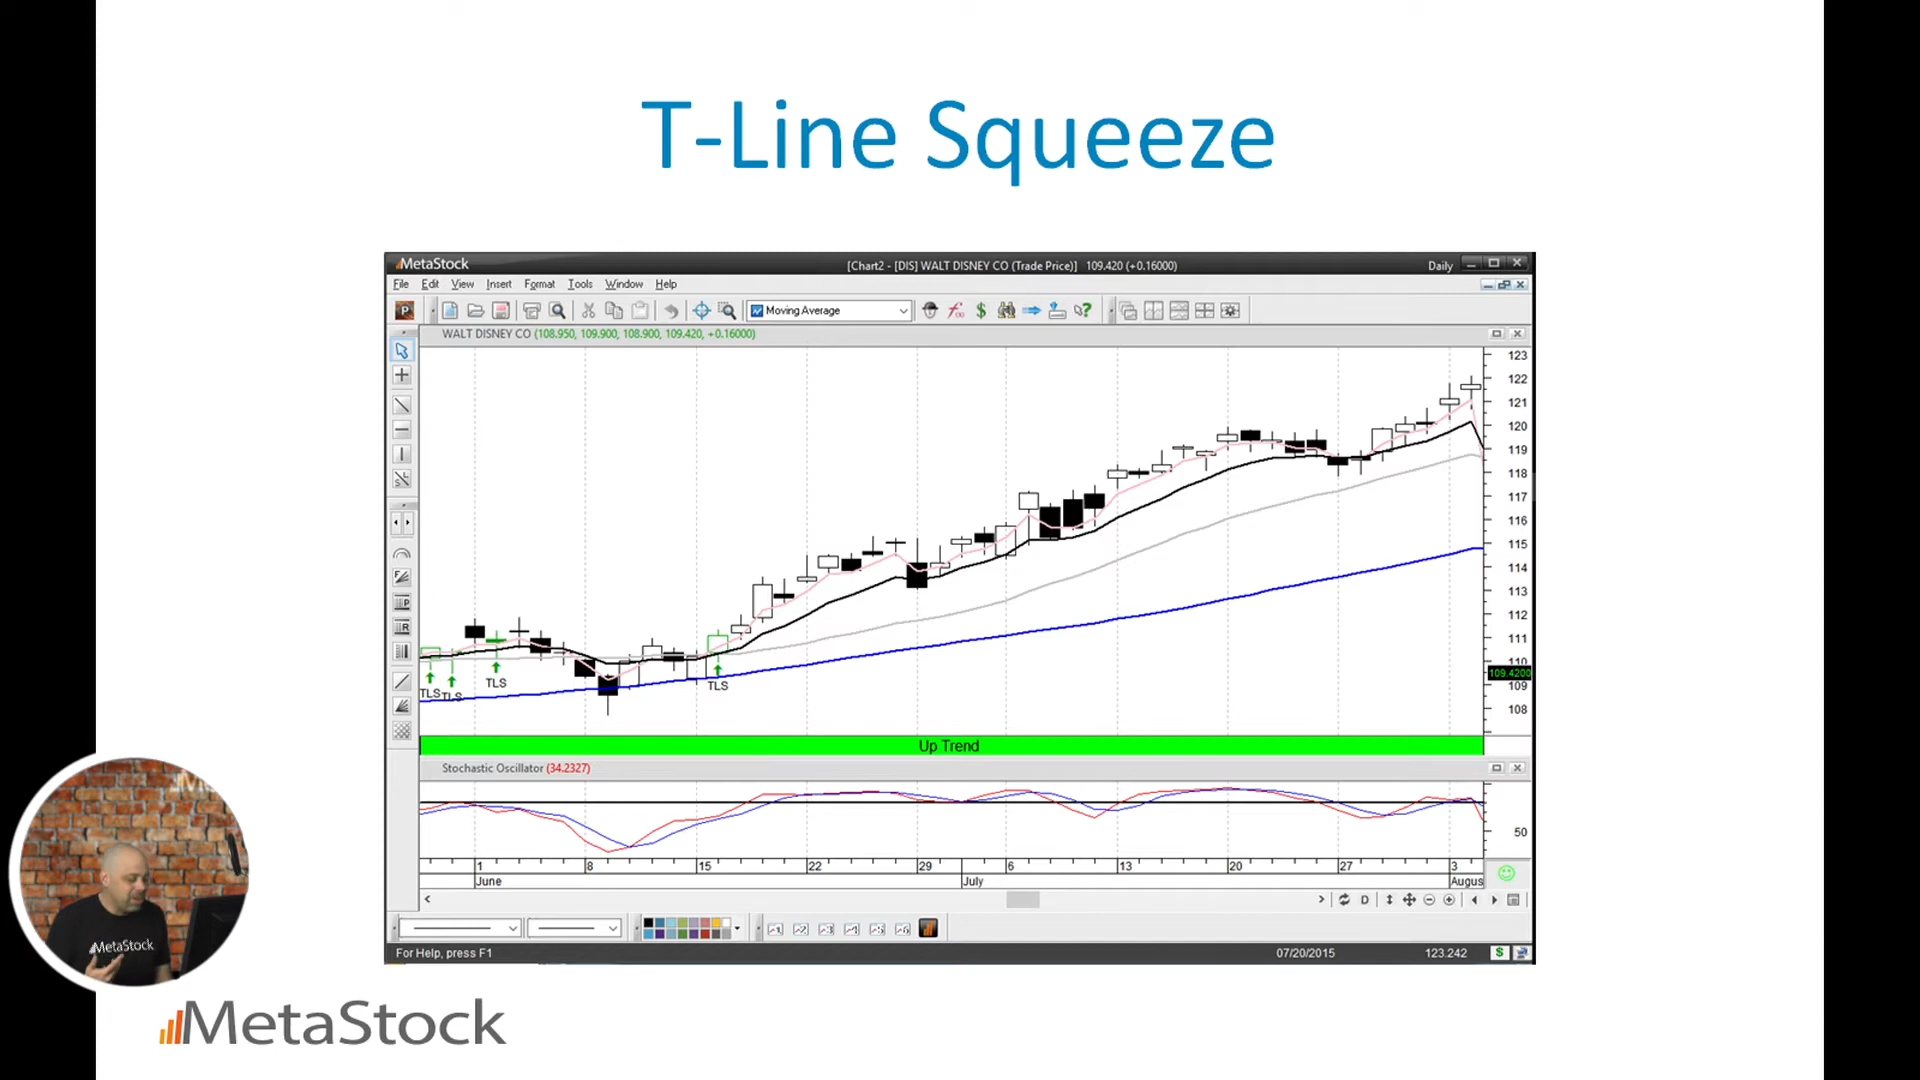 T-Line Squeeze
MetaStock
[Chart2 - [DIS] WALT DISNEY CO (Trade Price)] 109.420 (+0.16000)
Daily
File Edit View Insert Format Tools Window Help
P
Moving Average
WALT DISNEY CO (108.950, 109.900, 108.900, 109.420, +0.16000)
123
122
121
120
119
118
117
116
115
114
113
112
111
110
109.4200
109
108
TLS
TLS
TLS
TLS
Up Trend
Stochastic Oscillator (34.2327)
50
1 8 15 22 29 6 13 20 27 3
June July Augus
D
For Help, press F1
07/20/2015
123.242
MetaStock
MetaStock